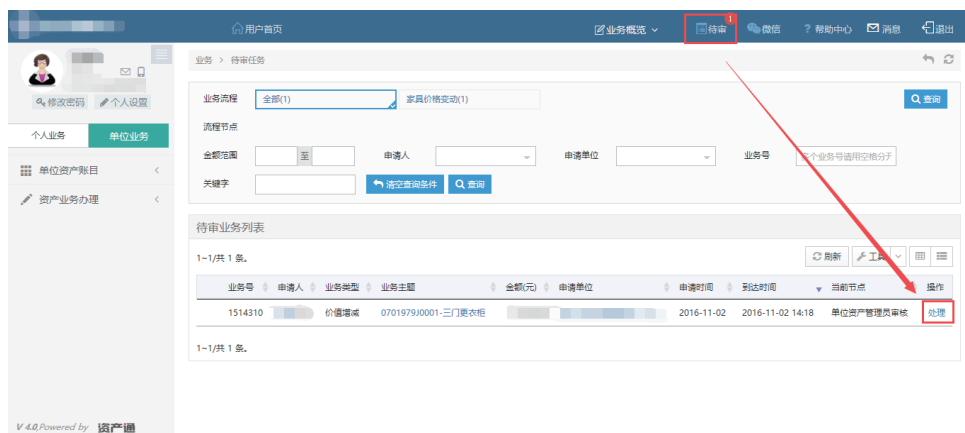 用户首页 业务概览 待审 1 微信 ? 帮助中心 消息 退出
业务 > 待审任务
修改密码 个人设置
个人业务 单位业务
单位资产账目
资产业务办理
业务流程 全部(1) 家具价格变动(1) 查询
流程节点
金额范围 至 申请人 申请单位 业务号 多个业务号请用空格分开
关键字 清空查询条件 查询
待审业务列表
1~1/共 1 条。 刷新 工具
业务号 申请人 业务类型 业务主题 金额(元) 申请单位 申请时间 到达时间 当前节点 操作
1514310 价值增减 0701979J0001-三门更衣柜 2016-11-02 2016-11-02 14:18 单位资产管理员审核 处理
1~1/共 1 条。
V 4.0,Powered by 资产通